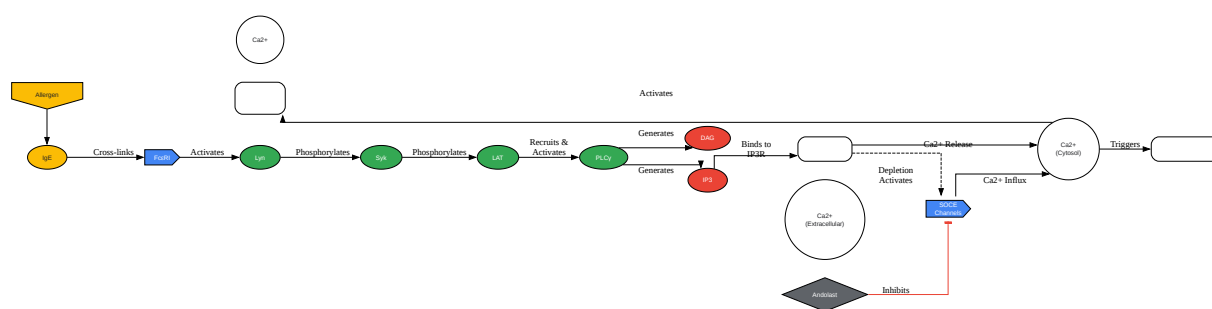 Ca2+
Allergen
Activates
IgE
Cross-links
FcεRI
Activates
Lyn
Phosphorylates
Syk
Phosphorylates
LAT
Recruits &
Activates
PLCγ
Generates
Generates
DAG
IP3
Binds to
IP3R
Ca2+ Release
Depletion
Activates
Ca2+
(Cytosol)
Triggers
Ca2+ Influx
SOCE
Channels
Ca2+
(Extracellular)
Andolast
Inhibits